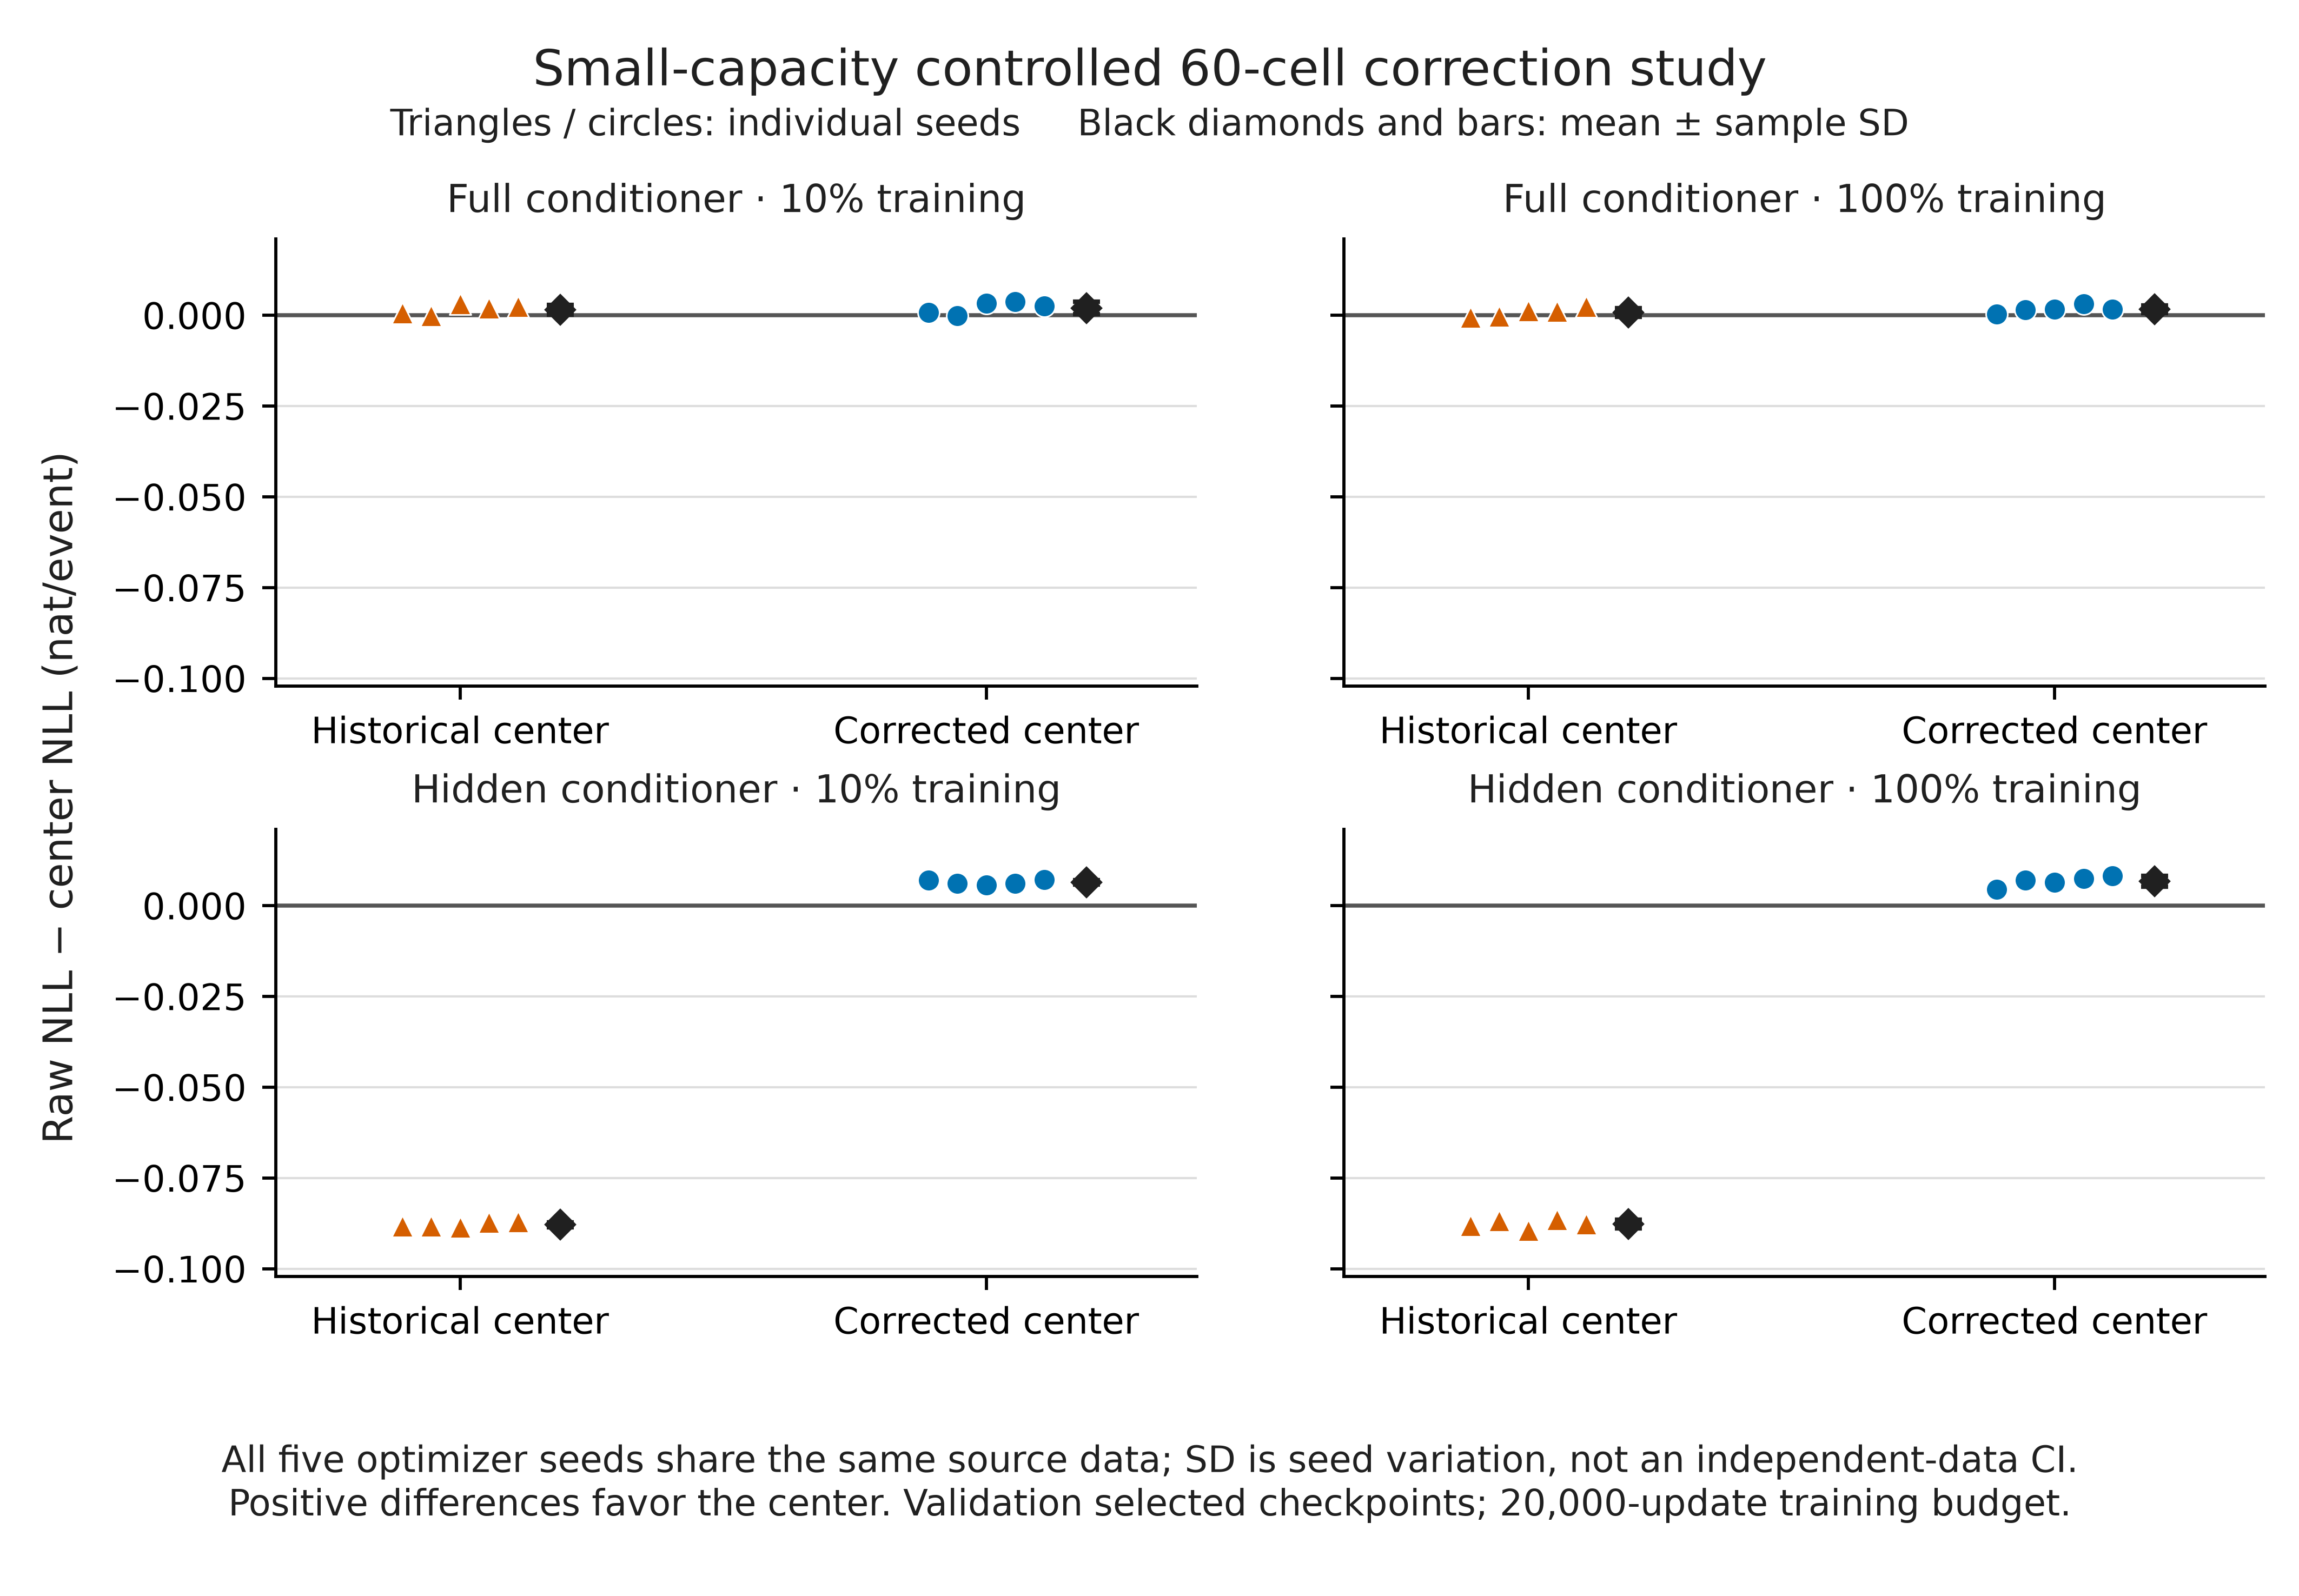 Small-capacity controlled 60-cell correction study
Triangles / circles: individual seeds Black diamonds and bars: mean ± sample SD
Full conditioner · 10% training
Full conditioner · 100% training
Raw NLL − center NLL (nat/event)
0.000
−0.025
−0.050
−0.075
−0.100
Historical center
Corrected center
Historical center
Corrected center
Hidden conditioner · 10% training
Hidden conditioner · 100% training
0.000
−0.025
−0.050
−0.075
−0.100
Historical center
Corrected center
Historical center
Corrected center
All five optimizer seeds share the same source data; SD is seed variation, not an independent-data CI.
Positive differences favor the center. Validation selected checkpoints; 20,000-update training budget.